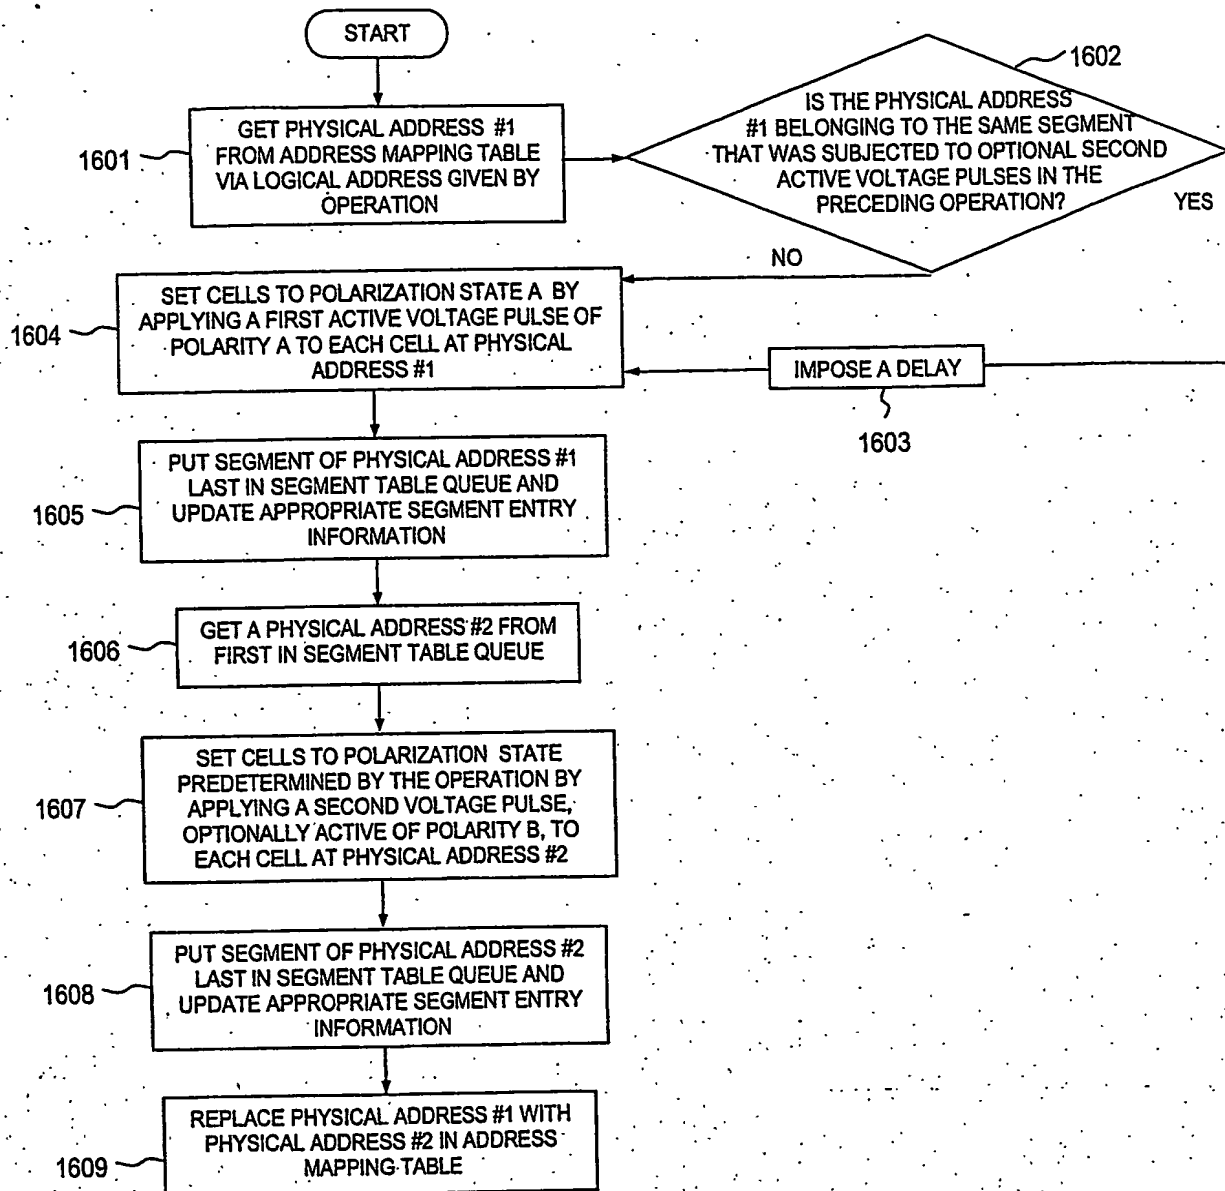 START
1601
GET PHYSICAL ADDRESS #1
FROM ADDRESS MAPPING TABLE
VIA LOGICAL ADDRESS GIVEN BY
OPERATION
1602
IS THE PHYSICAL ADDRESS
#1 BELONGING TO THE SAME SEGMENT
THAT WAS SUBJECTED TO OPTIONAL SECOND
ACTIVE VOLTAGE PULSES IN THE
PRECEDING OPERATION?
YES
NO
1604
SET CELLS TO POLARIZATION STATE A BY
APPLYING A FIRST ACTIVE VOLTAGE PULSE OF
POLARITY A TO EACH CELL AT PHYSICAL
ADDRESS #1
IMPOSE A DELAY
1603
1605
PUT SEGMENT OF PHYSICAL ADDRESS #1
LAST IN SEGMENT TABLE QUEUE AND
UPDATE APPROPRIATE SEGMENT ENTRY
INFORMATION
1606
GET A PHYSICAL ADDRESS #2 FROM
FIRST IN SEGMENT TABLE QUEUE
1607
SET CELLS TO POLARIZATION STATE
PREDETERMINED BY THE OPERATION BY
APPLYING A SECOND VOLTAGE PULSE,
OPTIONALLY ACTIVE OF POLARITY B, TO
EACH CELL AT PHYSICAL ADDRESS #2
1608
PUT SEGMENT OF PHYSICAL ADDRESS #2
LAST IN SEGMENT TABLE QUEUE AND
UPDATE APPROPRIATE SEGMENT ENTRY
INFORMATION
1609
REPLACE PHYSICAL ADDRESS #1 WITH
PHYSICAL ADDRESS #2 IN ADDRESS
MAPPING TABLE